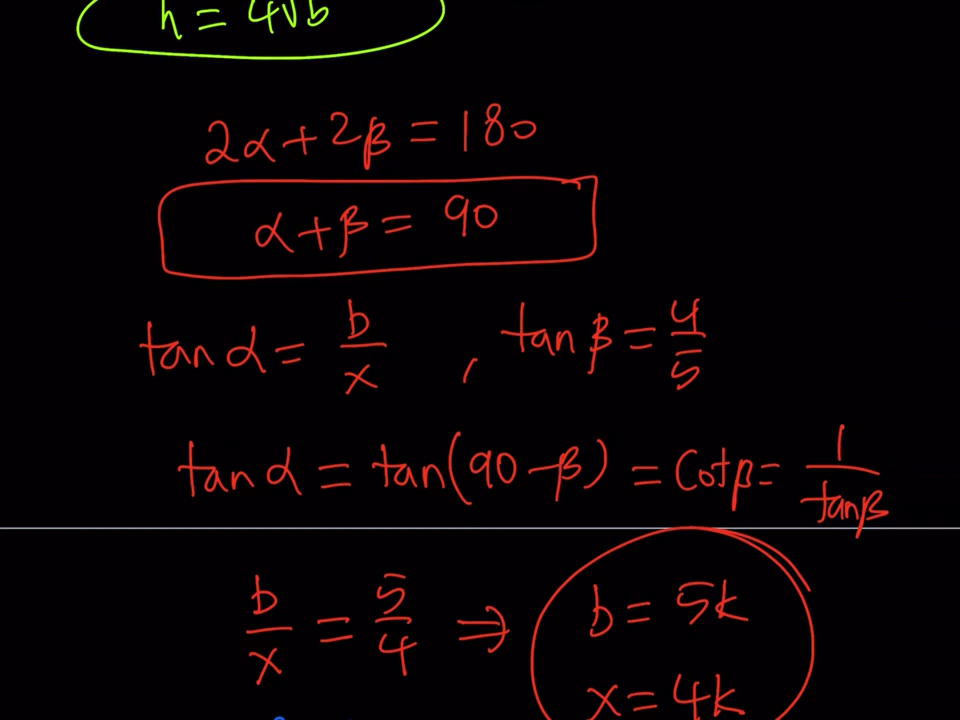 h = 4√b
2α + 2β = 180
α + β = 90
tan α = b/x , tan β = 4/5
tan α = tan(90 - β) = Cot β = 1/tan β
b/x = 5/4 ⇒ b = 5k
x = 4k